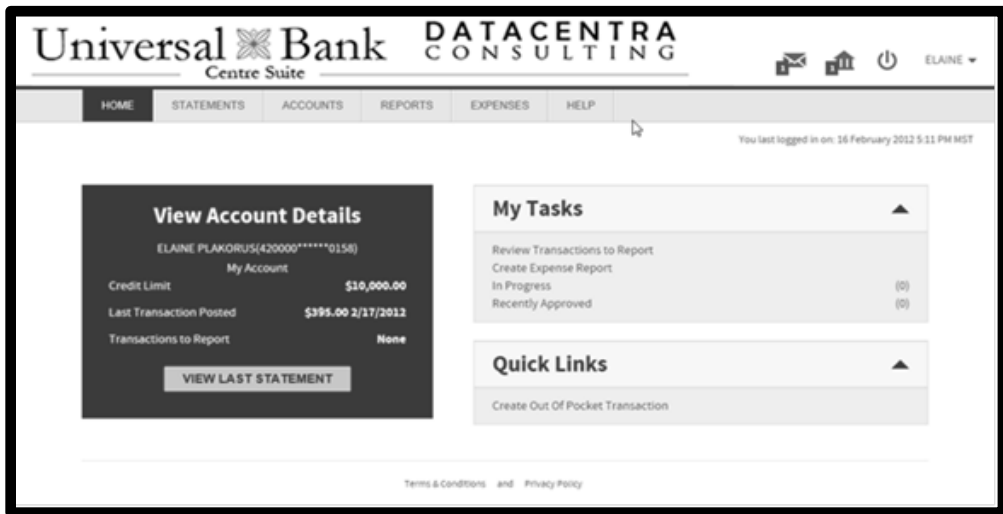 Universal Bank
Centre Suite
DATACENTRA
CONSULTING
1
1
ELAINE
HOME STATEMENTS ACCOUNTS REPORTS EXPENSES HELP
You last logged in on: 16 February 2012 5:11 PM MST
View Account Details
ELAINE PLAKORUS(420000******0158)
My Account
Credit Limit $10,000.00
Last Transaction Posted $395.00 2/17/2012
Transactions to Report None
VIEW LAST STATEMENT
My Tasks
Review Transactions to Report
Create Expense Report
In Progress (0)
Recently Approved (0)
Quick Links
Create Out Of Pocket Transaction
Terms & Conditions and Privacy Policy